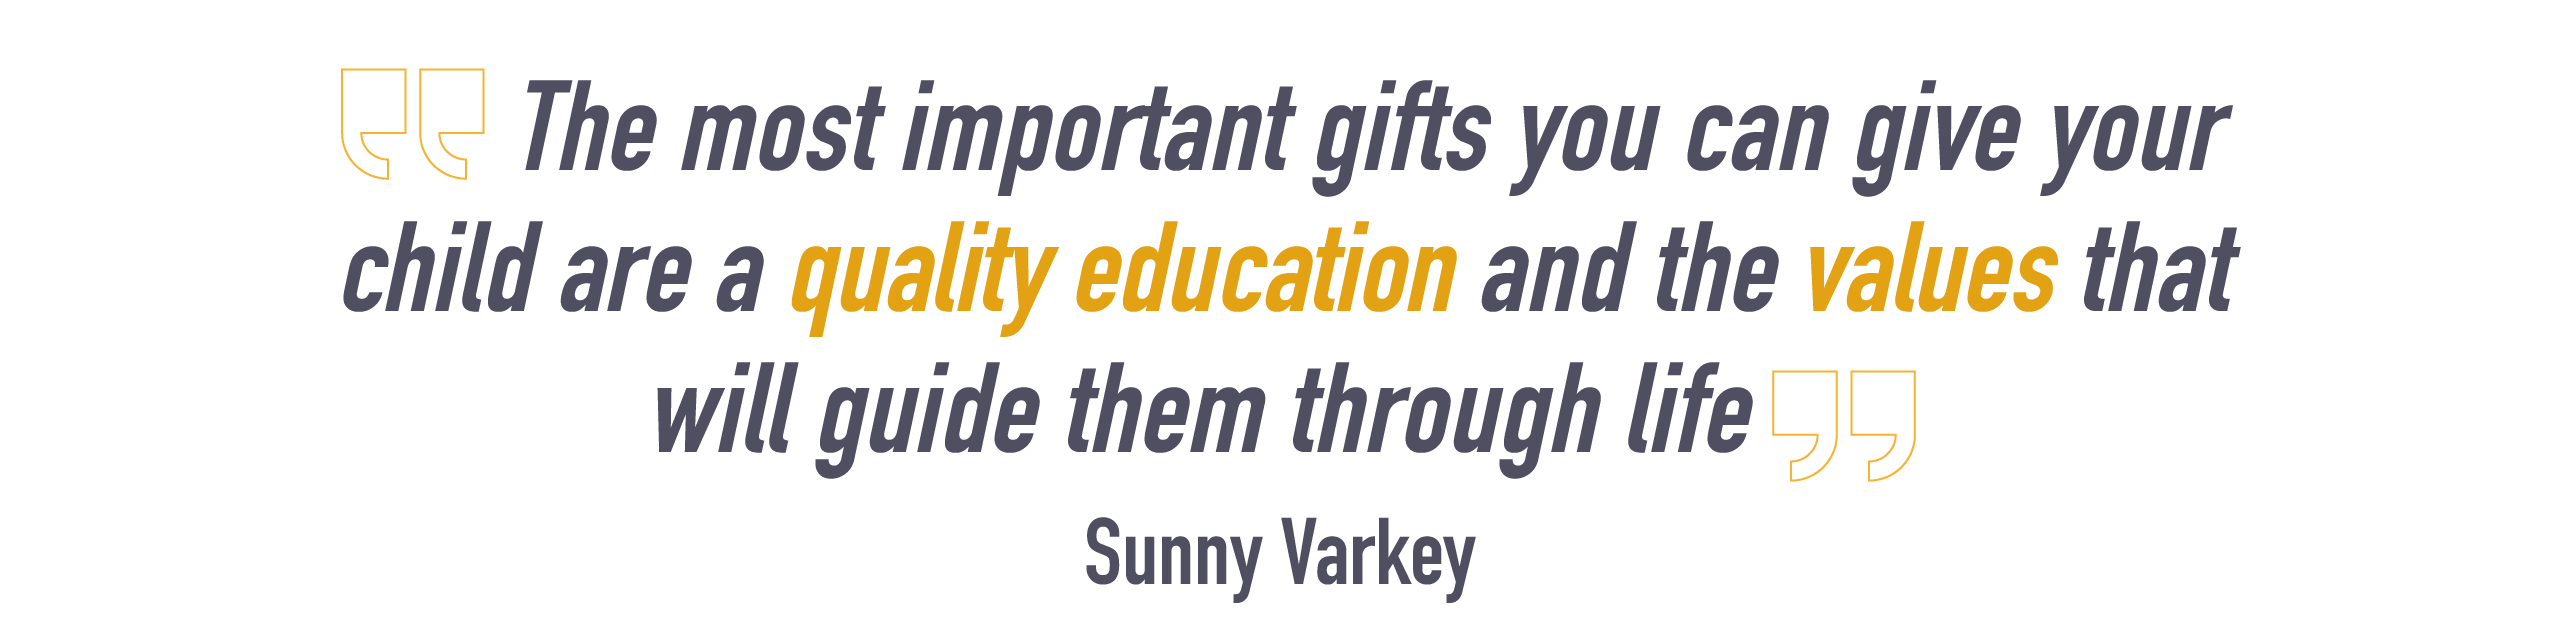 “The most important gifts you can give your
child are a quality education and the values that
will guide them through life”
Sunny Varkey